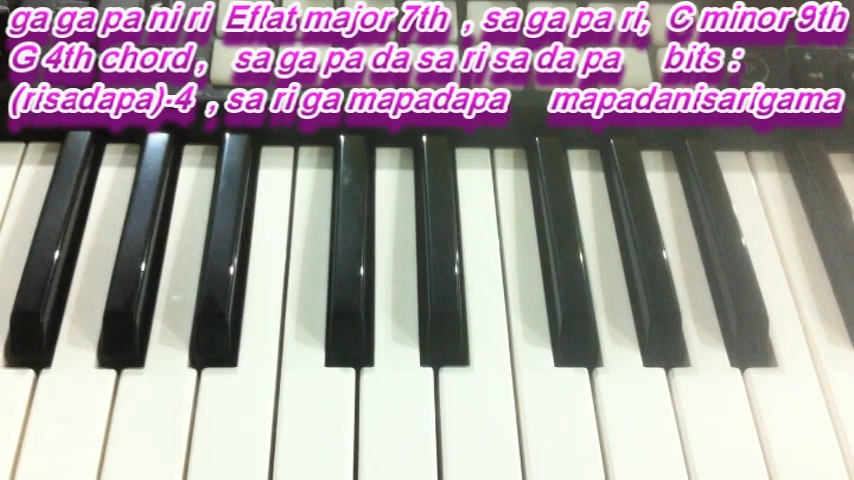 ga ga pa ni ri Eflat major 7th , sa ga pa ri, C minor 9th
G 4th chord , sa ga pa da sa ri sa da pa bits :
(risadapa)-4 , sa ri ga mapadapa mapadanisarigama